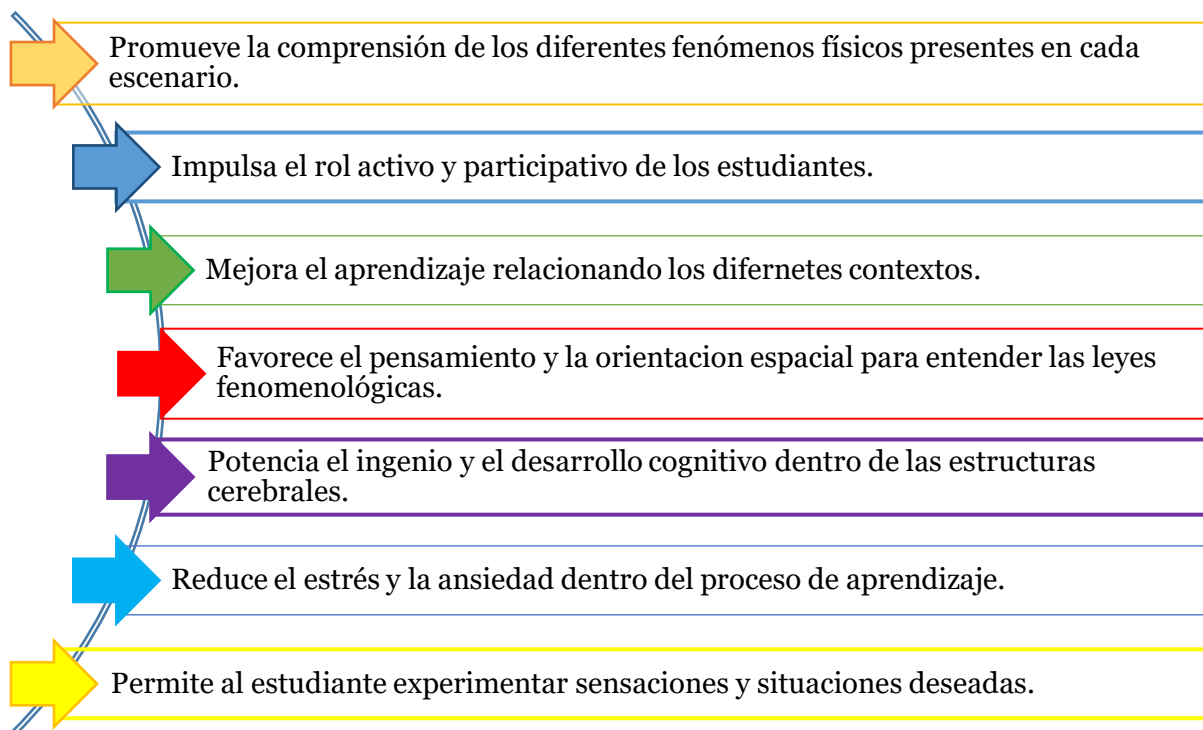 Promueve la comprensión de los diferentes fenómenos físicos presentes en cada
escenario.
Impulsa el rol activo y participativo de los estudiantes.
Mejora el aprendizaje relacionando los difernetes contextos.
Favorece el pensamiento y la orientacion espacial para entender las leyes
fenomenológicas.
Potencia el ingenio y el desarrollo cognitivo dentro de las estructuras
cerebrales.
Reduce el estrés y la ansiedad dentro del proceso de aprendizaje.
Permite al estudiante experimentar sensaciones y situaciones deseadas.